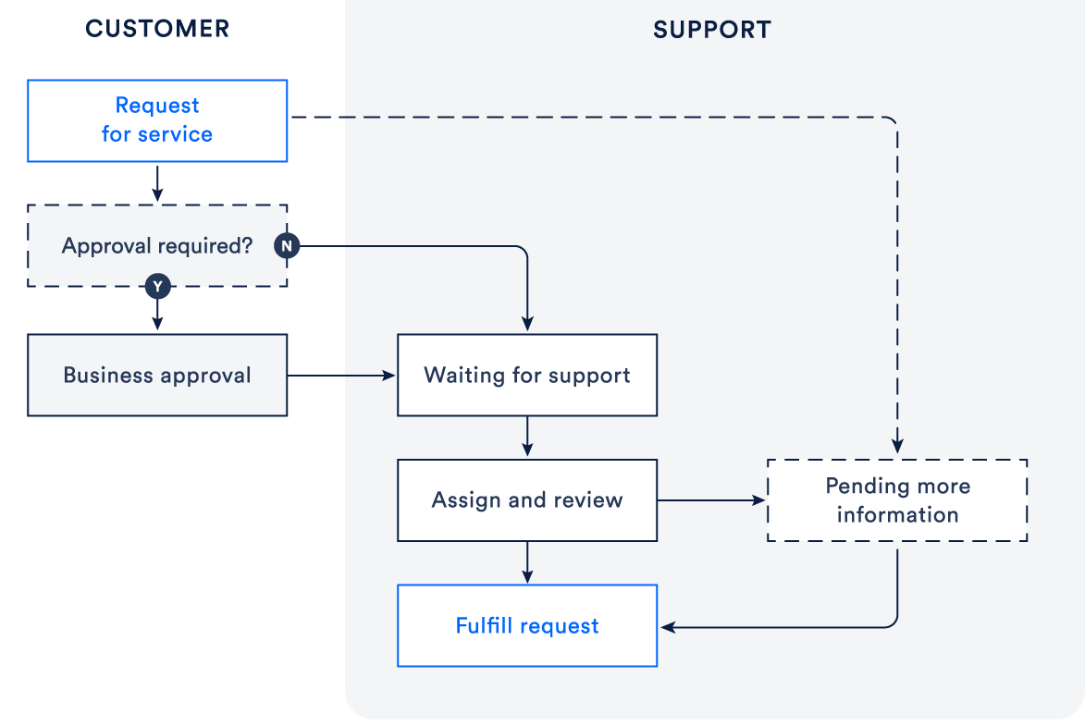 CUSTOMER
SUPPORT
Request
for service
Approval required?
N
Y
Business approval
Waiting for support
Assign and review
Pending more
information
Fulfill request